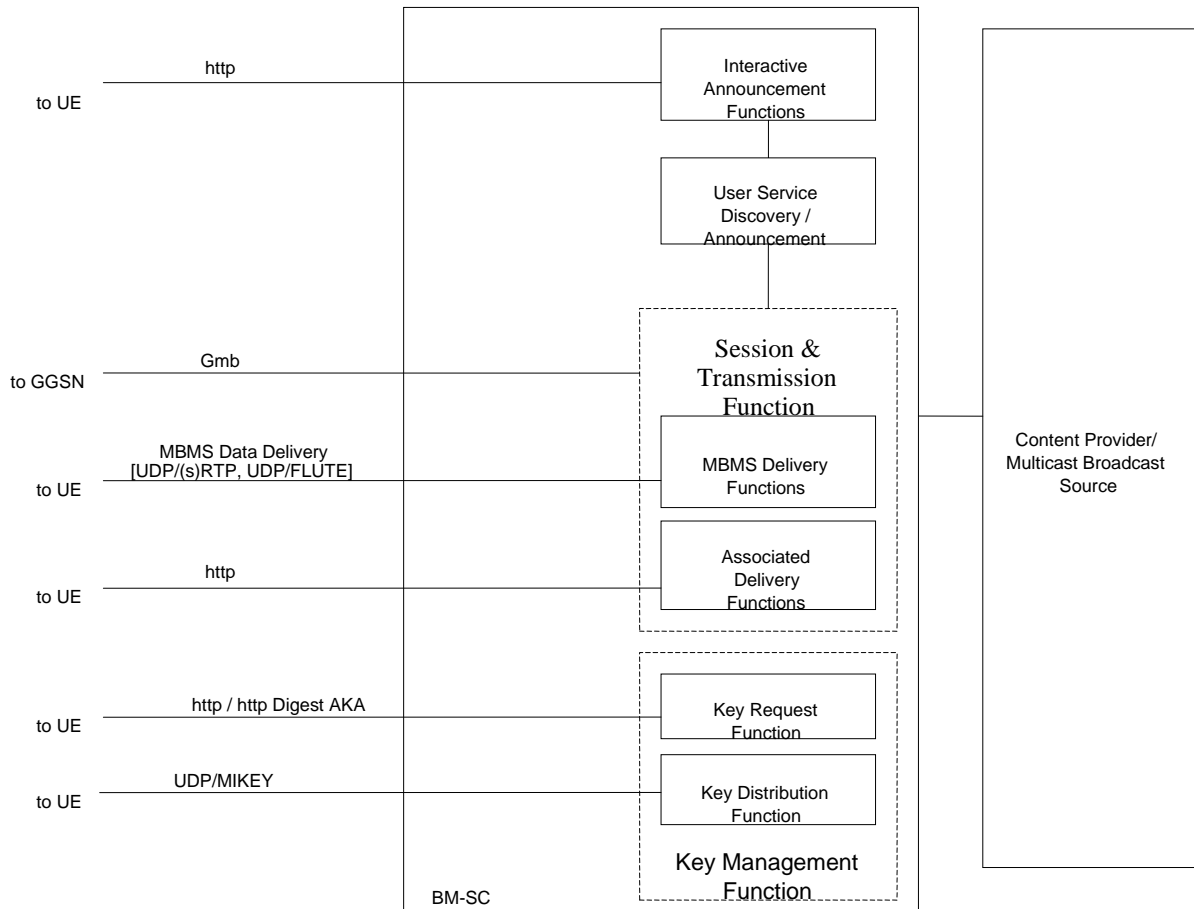 http
to UE
Interactive
Announcement
Functions
User Service
Discovery /
Announcement
Gmb
to GGSN
Session &
Transmission
Function
MBMS Data Delivery
[UDP/(s)RTP, UDP/FLUTE]
to UE
MBMS Delivery
Functions
Content Provider/
Multicast Broadcast
Source
http
to UE
Associated
Delivery
Functions
http / http Digest AKA
to UE
Key Request
Function
UDP/MIKEY
to UE
Key Distribution
Function
Key Management
Function
BM-SC